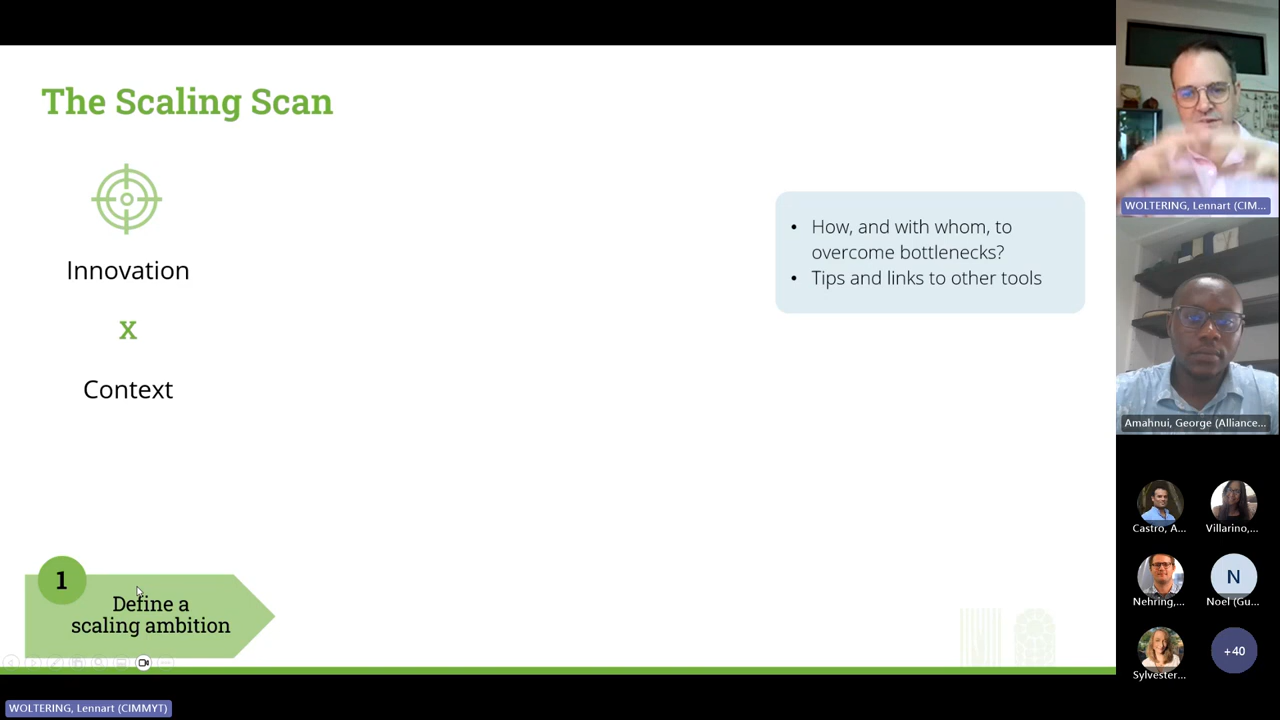 The Scaling Scan
Innovation
x
Context
• How, and with whom, to
overcome bottlenecks?
• Tips and links to other tools
1
Define a
scaling ambition
WOLTERING, Lennart (CIMMYT)
WOLTERING, Lennart (CIM...
Amahnui, George (Alliance...
Castro, A...
Villarino,...
Nehring,...
N
Noel (Gu...
Sylvester...
+40